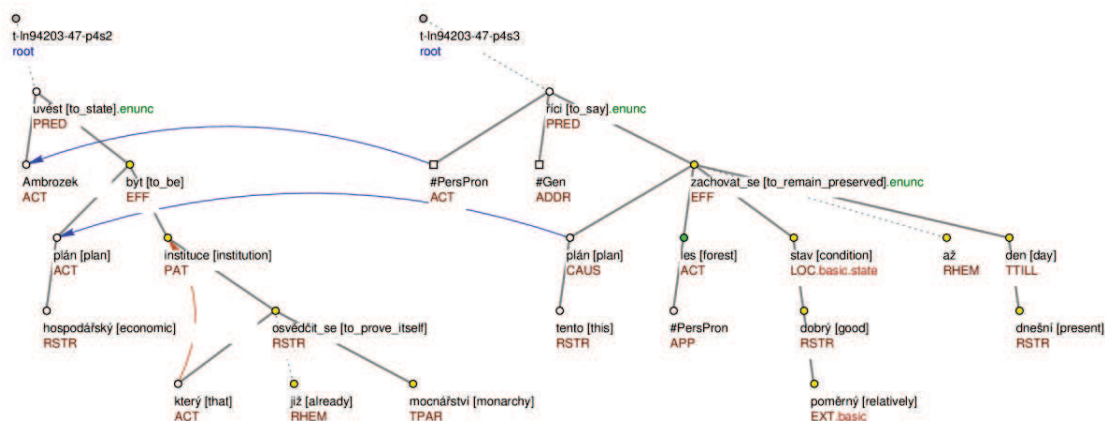 t-ln94203-47-p4s2
root
t-ln94203-47-p4s3
root
uvést [to_state].enunc
PRED
říci [to_say].enunc
PRED
Ambrozek
ACT
být [to_be]
EFF
#PersPron
ACT
#Gen
ADDR
zachovat_se [to_remain_preserved].enunc
EFF
plán [plan]
ACT
instituce [institution]
PAT
plán [plan]
CAUS
les [forest]
ACT
stav [condition]
LOC.basic.state
až
RHEM
den [day]
TTILL
hospodářský [economic]
RSTR
osvědčit_se [to_prove_itself]
RSTR
tento [this]
RSTR
#PersPron
APP
dobrý [good]
RSTR
dnešní [present]
RSTR
který [that]
ACT
již [already]
RHEM
mocnářství [monarchy]
TPAR
poměrný [relatively]
EXT.basic